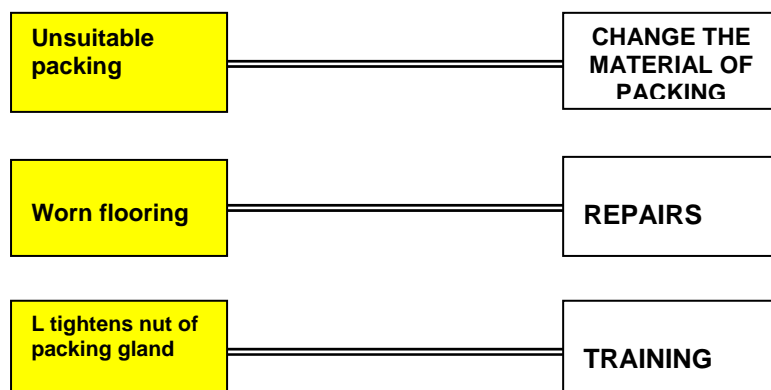 Unsuitable
packing
CHANGE THE
MATERIAL OF
PACKING
Worn flooring
REPAIRS
L tightens nut of
packing gland
TRAINING